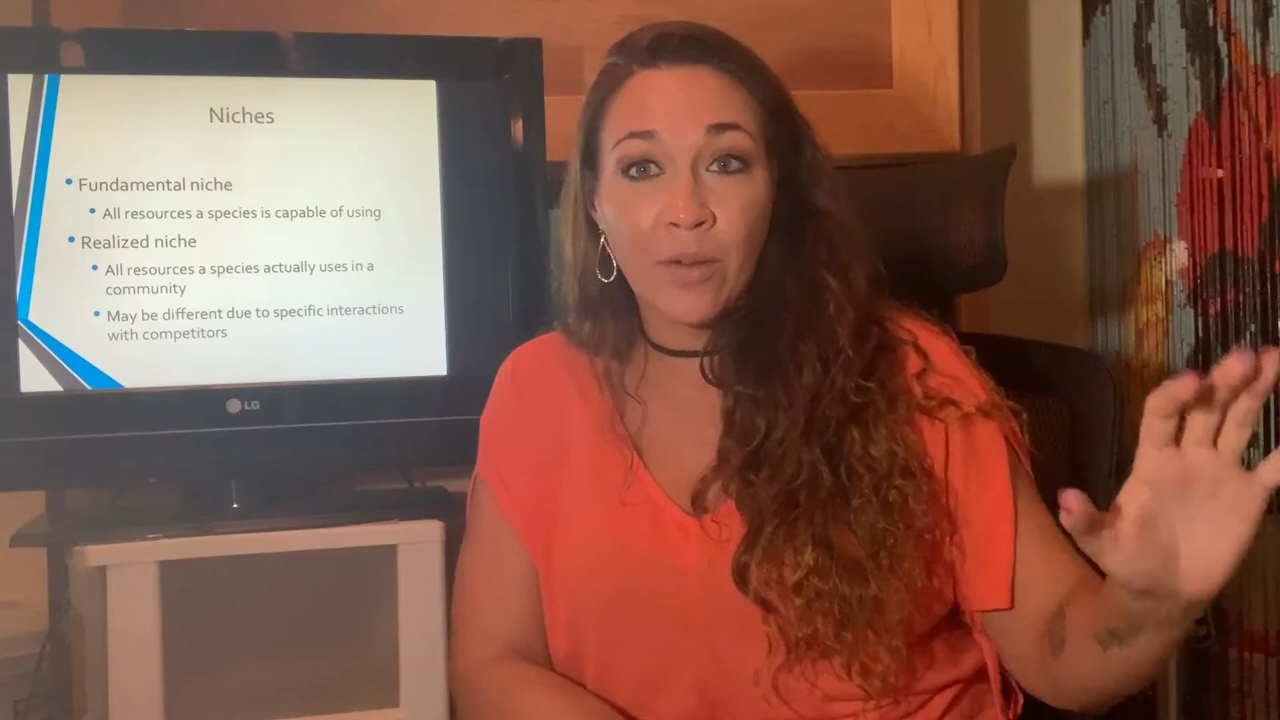 Niches
Fundamental niche
All resources a species is capable of using
Realized niche
All resources a species actually uses in a
community
May be different due to specific interactions
with competitors
LG